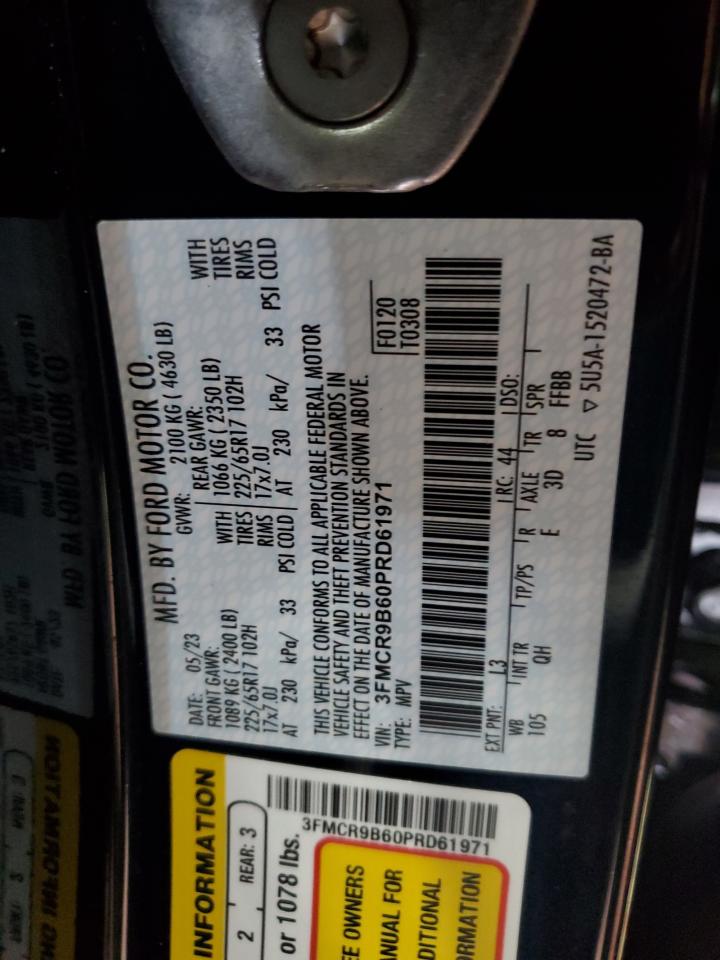 MFD. BY FORD MOTOR CO.
DATE: 05/23 GVWR: 2100 KG ( 4630 LB)
FRONT GAWR: REAR GAWR:
1089 KG ( 2400 LB) WITH 1066 KG ( 2350 LB) WITH
225/65R17 102H TIRES 225/65R17 102H TIRES
17x7.0J RIMS 17x7.0J RIMS
AT 230 kPa/ 33 PSI COLD AT 230 kPa/ 33 PSI COLD
THIS VEHICLE CONFORMS TO ALL APPLICABLE FEDERAL MOTOR
VEHICLE SAFETY AND THEFT PREVENTION STANDARDS IN
EFFECT ON THE DATE OF MANUFACTURE SHOWN ABOVE.
VIN: 3FMCR9B60PRD61971 F0120
TYPE: MPV T0308
EXT PNT: L3 RC: 44 DSO:
WB INT TR TP/PS R AXLE TR SPR
105 QH E 3D 8 FFBB
UTC ▽ 5U5A-1520472-BA
INFORMATION
2 REAR: 3
or 1078 lbs.
3FMCR9B60PRD61971
OWNERS
FOR